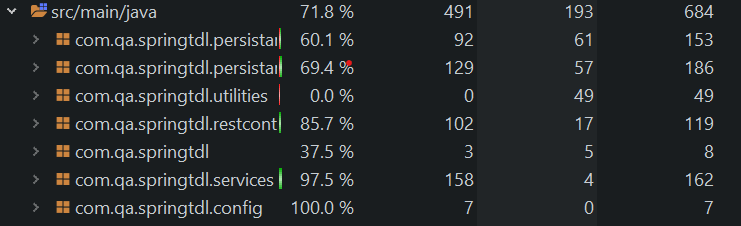 src/main/java 71.8 % 491 193 684
com.qa.springtdl.persistar 60.1 % 92 61 153
com.qa.springtdl.persistar 69.4 % 129 57 186
com.qa.springtdl.utilities 0.0 % 0 49 49
com.qa.springtdl.restcont 85.7 % 102 17 119
com.qa.springtdl 37.5 % 3 5 8
com.qa.springtdl.services 97.5 % 158 4 162
com.qa.springtdl.config 100.0 % 7 0 7